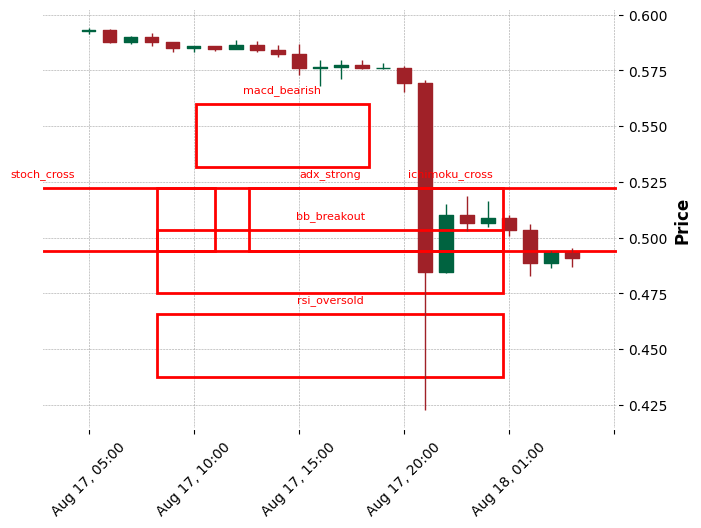 0.600
0.575
macd_bearish
0.550
stoch_cross
adx_strong
0.525
bb_breakout
0.500
Price
0.475
rsi_oversold
0.450
0.425
Aug 17, 05:00
Aug 17, 10:00
Aug 17, 15:00
Aug 17, 20:00
Aug 18, 01:00